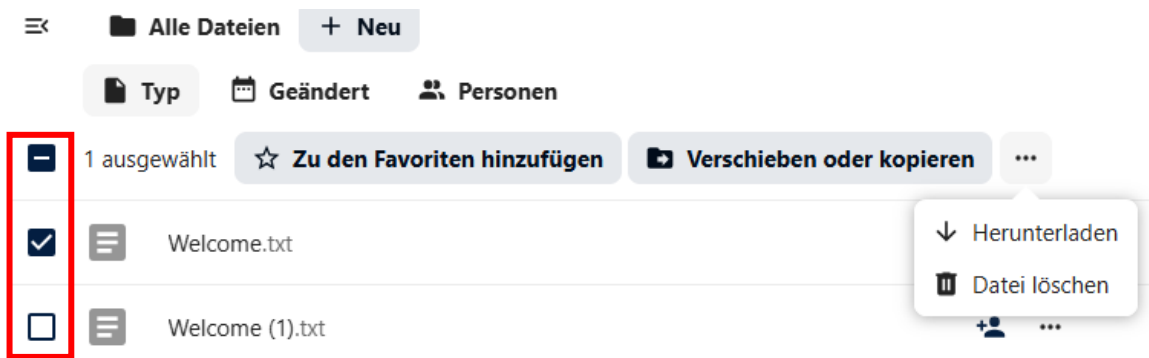 Alle Dateien + Neu
Typ Geändert Personen
1 ausgewählt Zu den Favoriten hinzufügen Verschieben oder kopieren ...
Welcome.txt
Herunterladen
Datei löschen
Welcome (1).txt